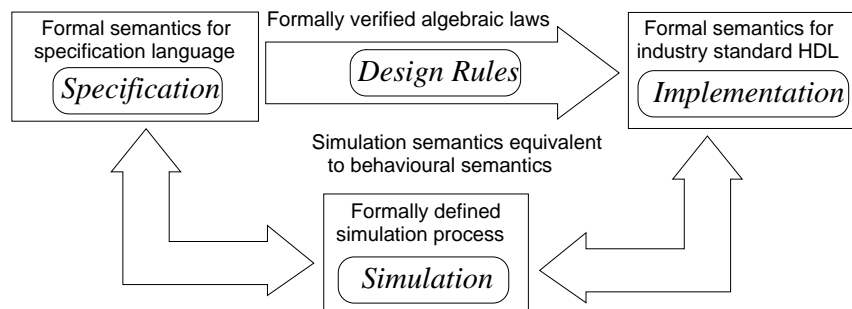 Formal semantics for
specification language
Specification
Formally verified algebraic laws
Design Rules
Formal semantics for
industry standard HDL
Implementation
Simulation semantics equivalent
to behavioural semantics
Formally defined
simulation process
Simulation